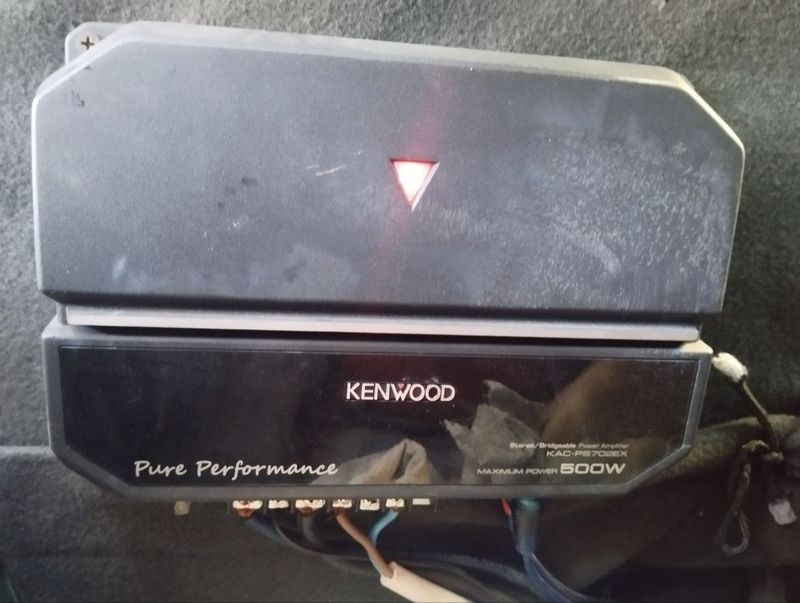 KENWOOD
Stereo/Bridgeable Power Amplifier
KAC-PS702EX
Pure Performance
MAXIMUM POWER 500W